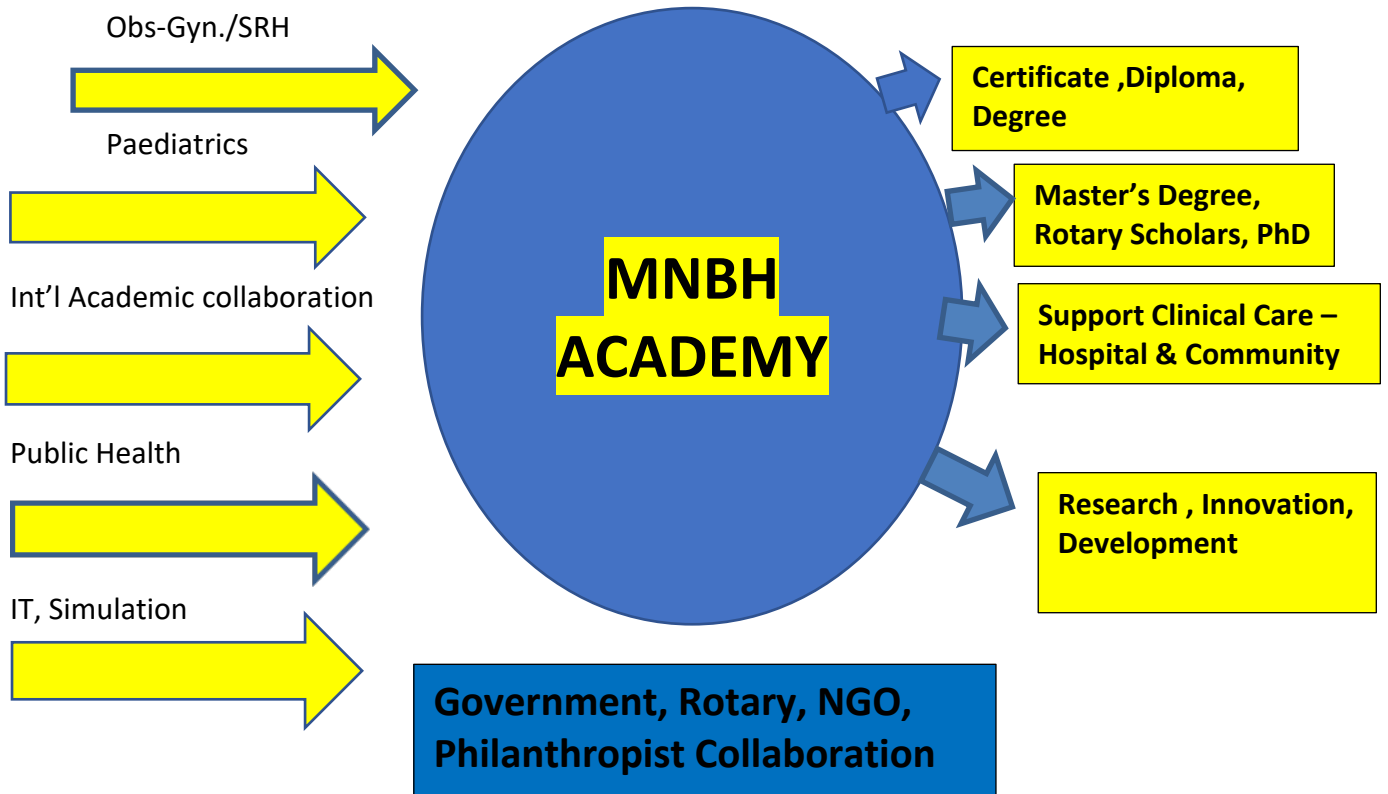 Obs-Gyn./SRH
Paediatrics
Int'l Academic collaboration
Public Health
IT, Simulation
MNBH
ACADEMY
Certificate ,Diploma,
Degree
Master's Degree,
Rotary Scholars, PhD
Support Clinical Care –
Hospital & Community
Research , Innovation,
Development
Government, Rotary, NGO,
Philanthropist Collaboration